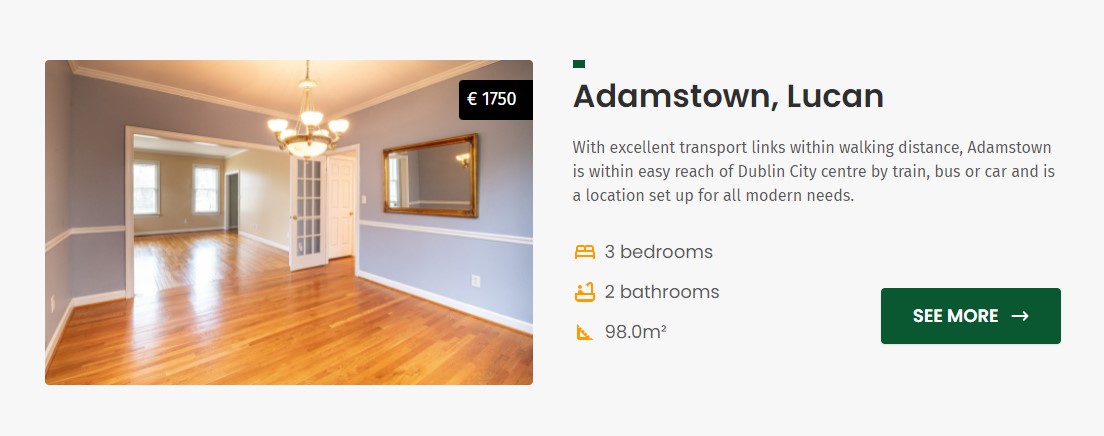 € 1750
Adamstown, Lucan
With excellent transport links within walking distance, Adamstown
is within easy reach of Dublin City centre by train, bus or car and is
a location set up for all modern needs.
3 bedrooms
2 bathrooms
98.0m²
SEE MORE →